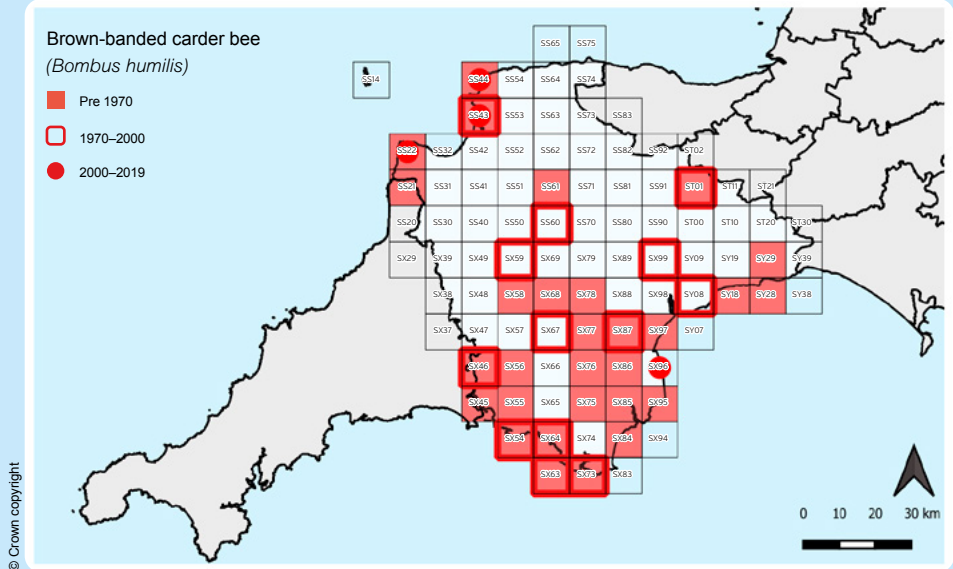 Brown-banded carder bee
(Bombus humilis)
Pre 1970
1970–2000
2000–2019
SS65 SS75
SS14 SS44 SS54 SS64 SS74
SS43 SS53 SS63 SS73 SS83
SS22 SS32 SS42 SS52 SS62 SS72 SS82 SS92 ST02
SS21 SS31 SS41 SS51 SS61 SS71 SS81 SS91 ST01 ST11 ST21
SS20 SS30 SS40 SS50 SS60 SS70 SS80 SS90 ST00 ST10 ST20 ST30
SX29 SX39 SX49 SX59 SX69 SX79 SX89 SX99 SY09 SY19 SY29 SY39
SX38 SX48 SX58 SX68 SX78 SX88 SX98 SY08 SY18 SY28 SY38
SX37 SX47 SX57 SX67 SX77 SX87 SX97 SY07
SX46 SX56 SX66 SX76 SX86 SX96
SX45 SX55 SX65 SX75 SX85 SX95
SX54 SX64 SX74 SX84 SX94
SX63 SX73 SX83
0 10 20 30 km
© Crown copyright